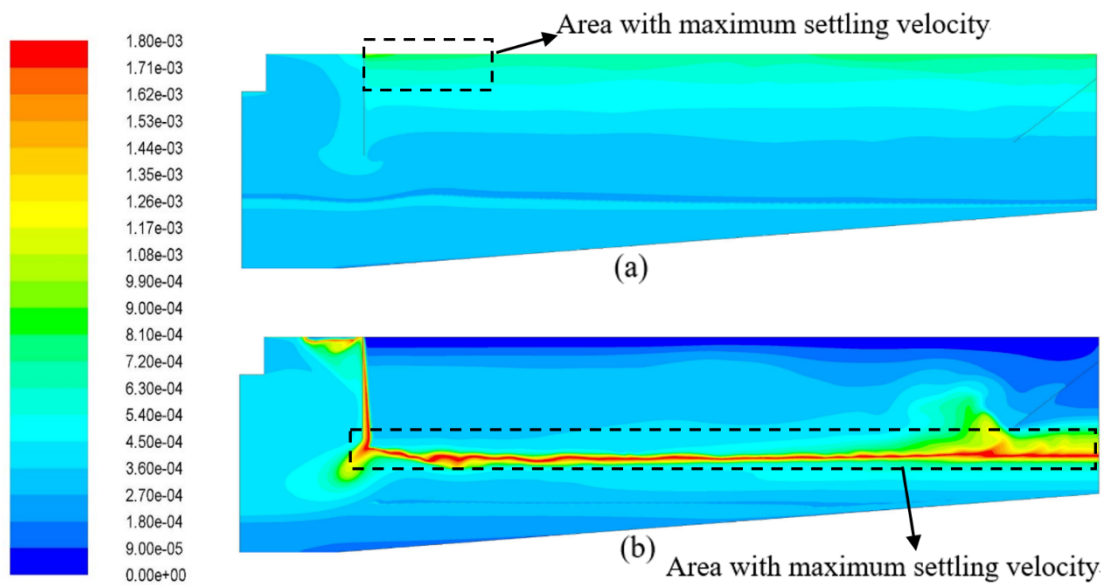 Area with maximum settling velocity
1.80e-03
1.71e-03
1.62e-03
1.53e-03
1.44e-03
1.35e-03
1.26e-03
1.17e-03
1.08e-03
9.90e-04
9.00e-04
8.10e-04
7.20e-04
6.30e-04
5.40e-04
4.50e-04
3.60e-04
2.70e-04
1.80e-04
9.00e-05
0.00e+00
(a)
(b)
Area with maximum settling velocity